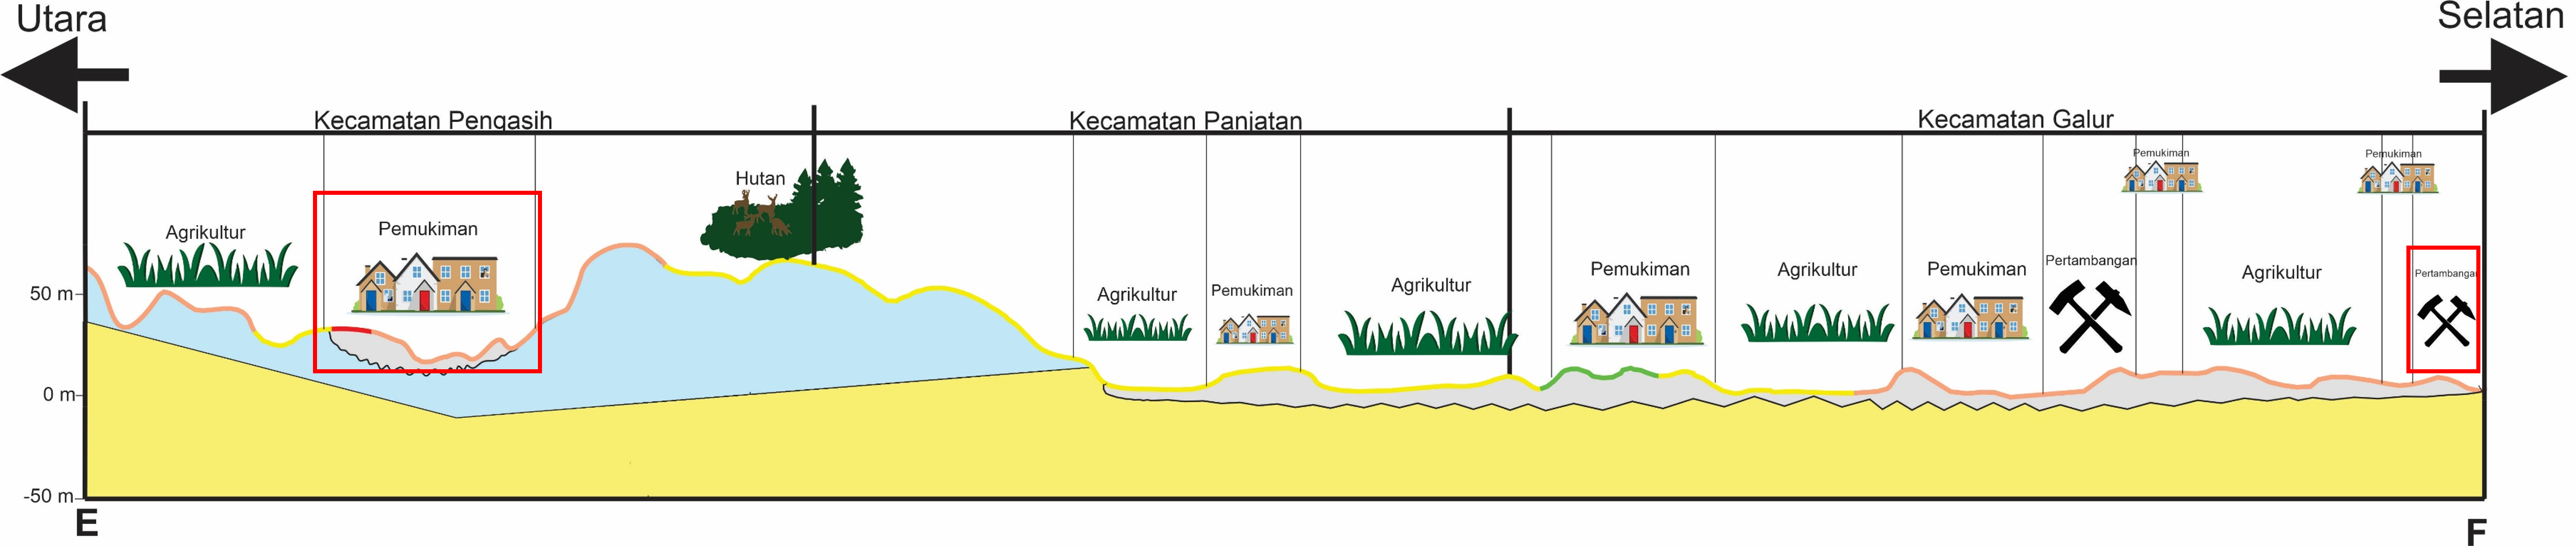 Utara
Selatan
Kecamatan Pengasih
Kecamatan Panjatan
Kecamatan Galur
Pemukiman
Pemukiman
Hutan
Agrikultur
Pemukiman
Agrikultur
Pemukiman
Agrikultur
Pemukiman
Agrikultur
Pemukiman
Pertambangan
Agrikultur
Pertambangan
50 m
0 m
-50 m
E
F